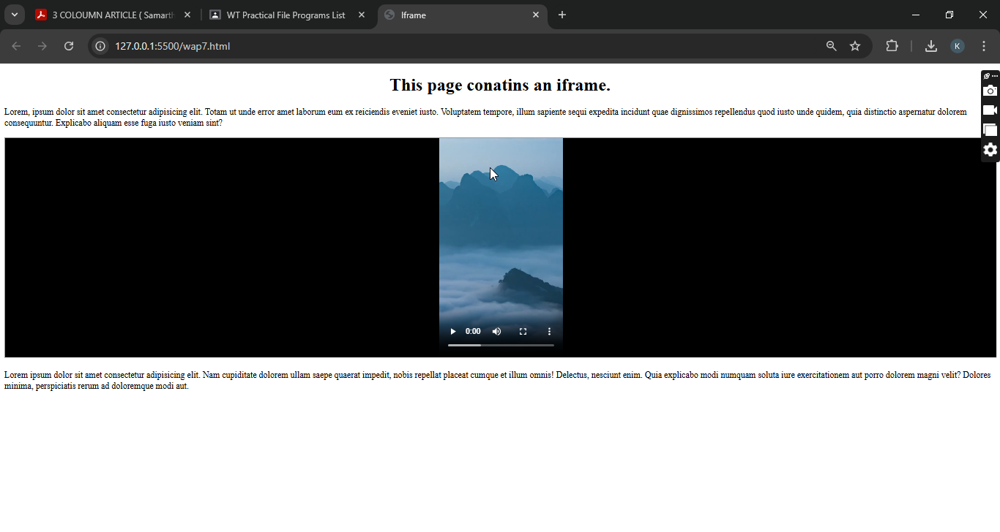 3 COLOUMN ARTICLE ( Samarth
WT Practical File Programs List
Iframe
127.0.0.1:5500/wap7.html
K
This page conatins an iframe.
Lorem, ipsum dolor sit amet consectetur adipisicing elit. Totam ut unde error amet laborum eum ex reiciendis eveniet iusto. Voluptatem tempore, illum sapiente sequi expedita incidunt quae dignissimos repellendus quod iusto unde quidem, quia distinctio aspernatur dolorem
consequuntur. Explicabo aliquam esse fuga iusto veniam sint?
0:00
Lorem ipsum dolor sit amet consectetur adipisicing elit. Nam cupiditate dolorem ullam saepe quaerat impedit, nobis repellat placeat cumque et illum omnis! Delectus, nesciunt enim. Quia explicabo modi numquam soluta iure exercitationem aut porro dolorem magni velit? Dolores
minima, perspiciatis rerum ad doloremque modi aut.